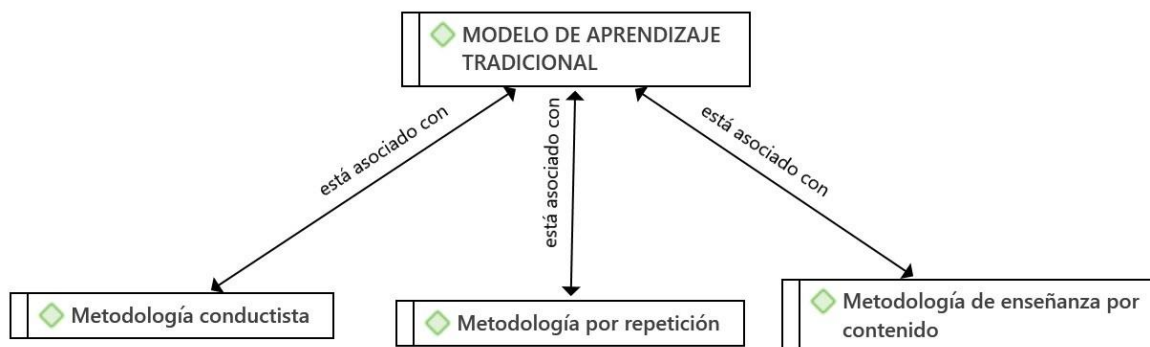 MODELO DE APRENDIZAJE
TRADICIONAL
está asociado con
está asociado con
está asociado con
Metodología conductista
Metodología por repetición
Metodología de enseñanza por
contenido